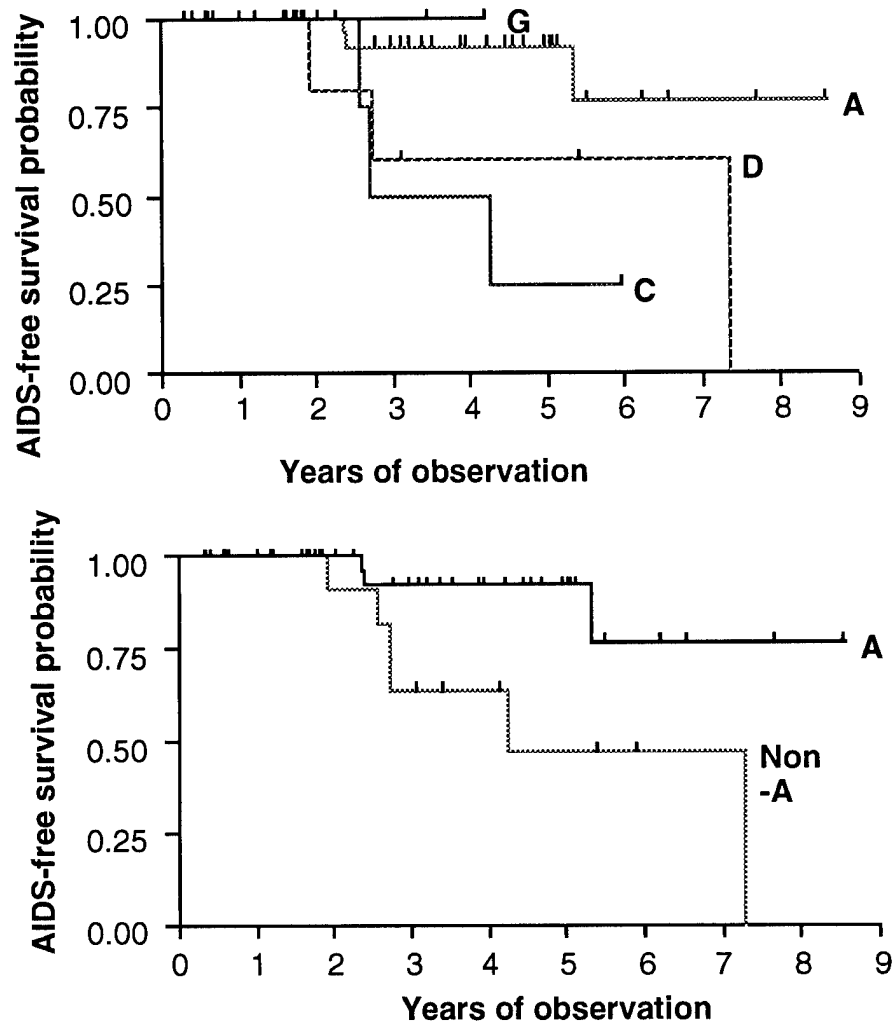 AIDS-free survival probability
1.00
0.75
0.50
0.25
0.00
G
A
D
C
0 1 2 3 4 5 6 7 8 9
Years of observation
AIDS-free survival probability
1.00
0.75
0.50
0.25
0.00
A
Non
-A
0 1 2 3 4 5 6 7 8 9
Years of observation